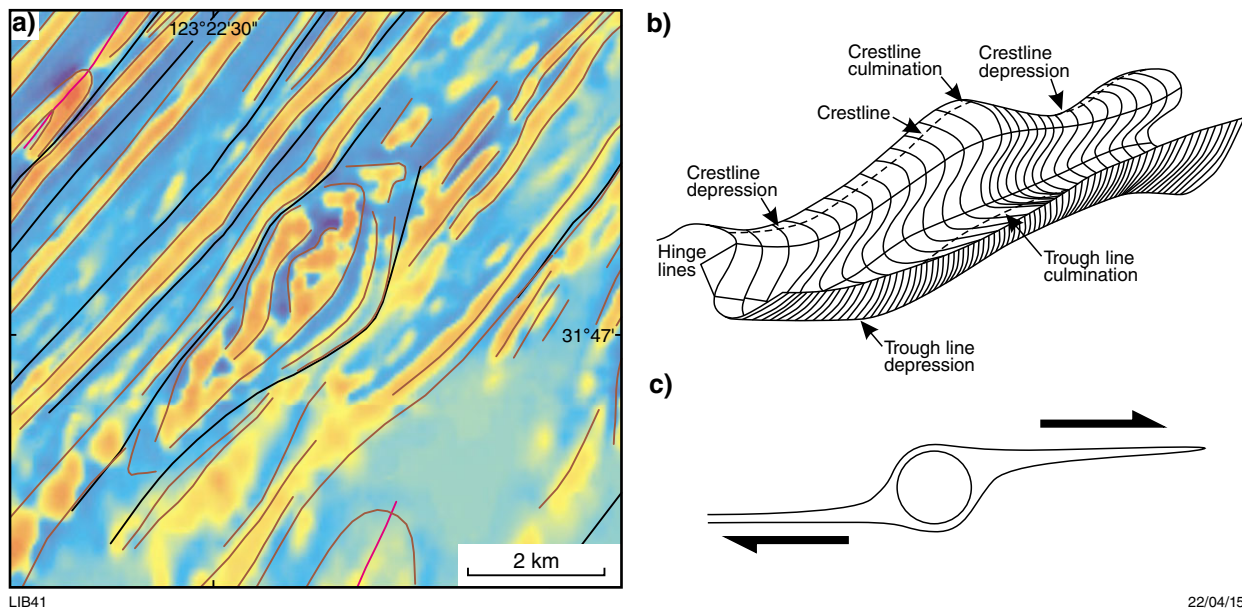 a)
123°22'30"
31°47'
2 km
b)
Crestline
culmination
Crestline
depression
Crestline
Crestline
depression
Hinge
lines
Trough line
culmination
Trough line
depression
c)
LIB41
22/04/15